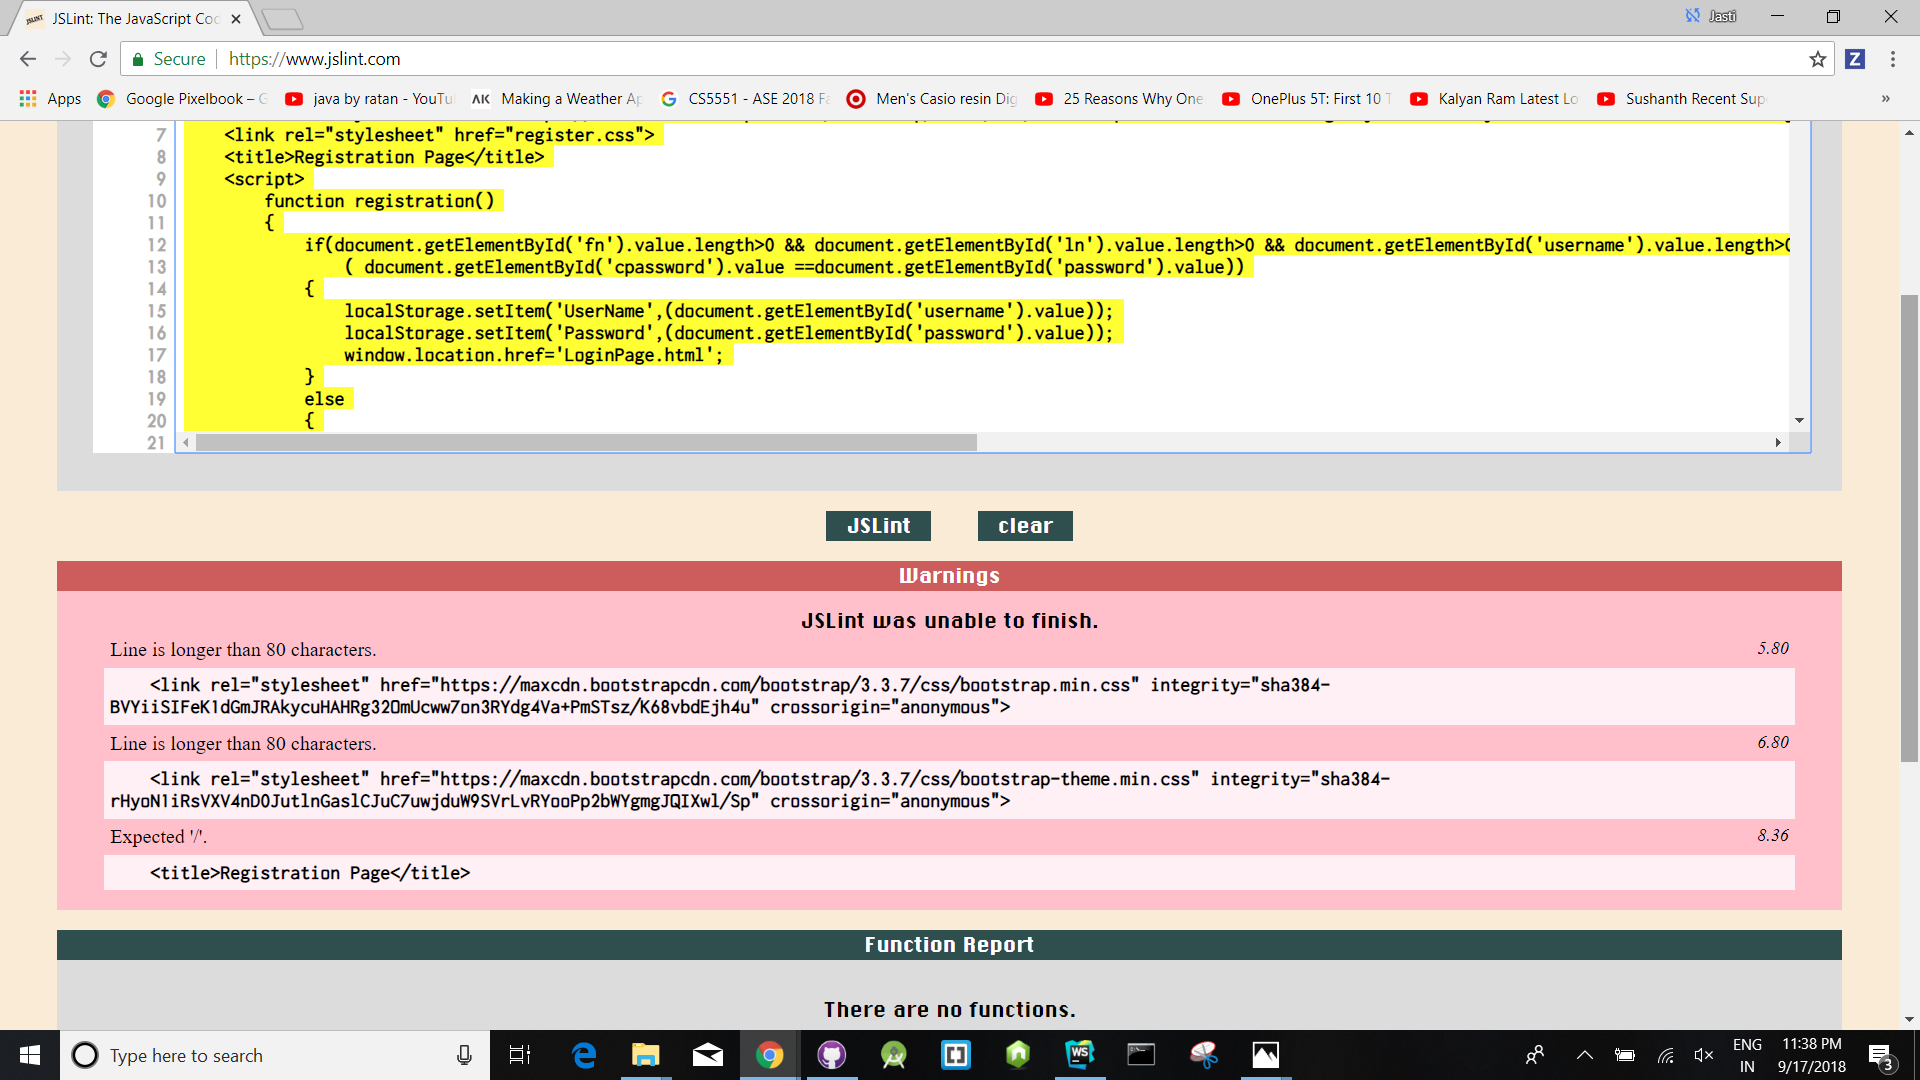 JSLint: The JavaScript Cod
Jasti
Secure https://www.jslint.com
Apps Google Pixelbook – G java by ratan - YouTu Making a Weather Ap CS5551 - ASE 2018 Fa Men's Casio resin Dig 25 Reasons Why One OnePlus 5T: First 10 T Kalyan Ram Latest Lo Sushanth Recent Sup »
7 <link rel="stylesheet" href="register.css">
8 <title>Registration Page</title>
9 <script>
10 function registration()
11 {
12 if(document.getElementById('fn').value.length>0 && document.getElementById('ln').value.length>0 && document.getElementById('username').value.length>0
13 ( document.getElementById('cpassword').value ==document.getElementById('password').value))
14 {
15 localStorage.setItem('UserName',(document.getElementById('username').value));
16 localStorage.setItem('Password',(document.getElementById('password').value));
17 window.location.href='LoginPage.html';
18 }
19 else
20 {
21
JSLint clear
Warnings
JSLint was unable to finish.
Line is longer than 80 characters. 5.80
<link rel="stylesheet" href="https://maxcdn.bootstrapcdn.com/bootstrap/3.3.7/css/bootstrap.min.css" integrity="sha384-
BVYiiSIFeK1dGmJRAkycuHAHRg32OmUcww7on3RYdg4Va+PmSTsz/K68vbdEjh4u" crossorigin="anonymous">
Line is longer than 80 characters. 6.80
<link rel="stylesheet" href="https://maxcdn.bootstrapcdn.com/bootstrap/3.3.7/css/bootstrap-theme.min.css" integrity="sha384-
rHyoN1iRsVXV4nD0JutlnGaslCJuC7uwjduW9SVrLvRYooPp2bWYgmgJQIXwl/Sp" crossorigin="anonymous">
Expected '/'. 8.36
<title>Registration Page</title>
Function Report
There are no functions.
Type here to search
ENG 11:38 PM
IN 9/17/2018 3